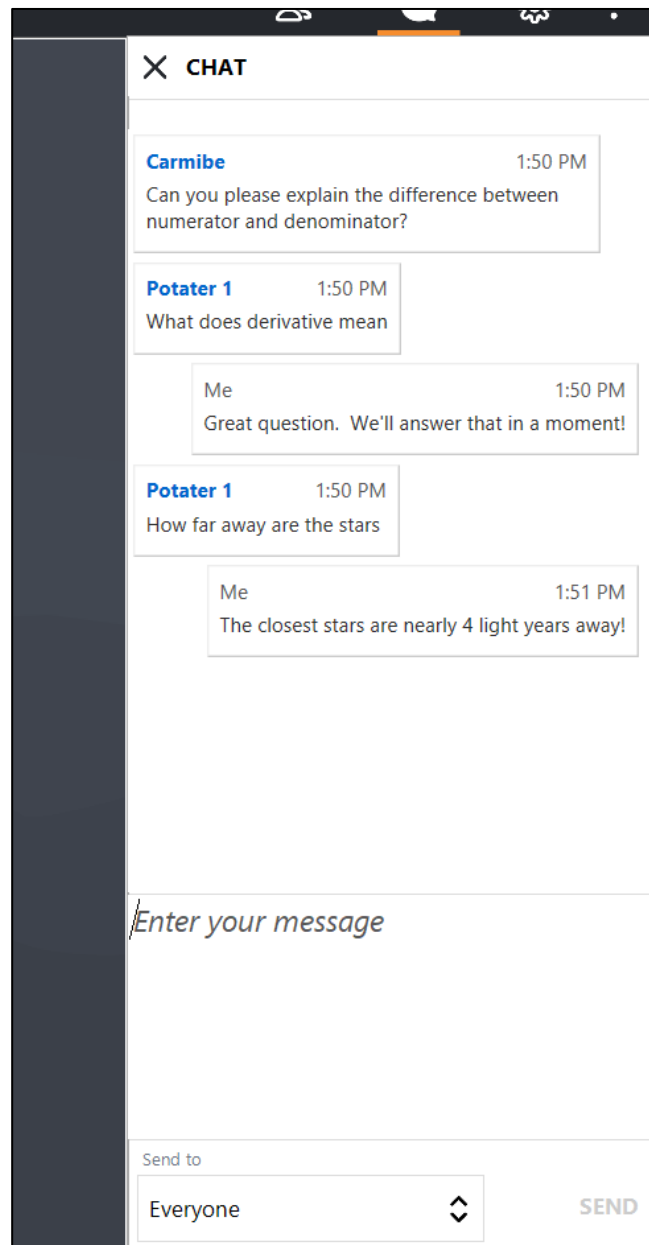 CHAT
Carmibe 1:50 PM
Can you please explain the difference between
numerator and denominator?
Potater 1 1:50 PM
What does derivative mean
Me 1:50 PM
Great question.  We'll answer that in a moment!
Potater 1 1:50 PM
How far away are the stars
Me 1:51 PM
The closest stars are nearly 4 light years away!
Enter your message
Send to
Everyone
SEND